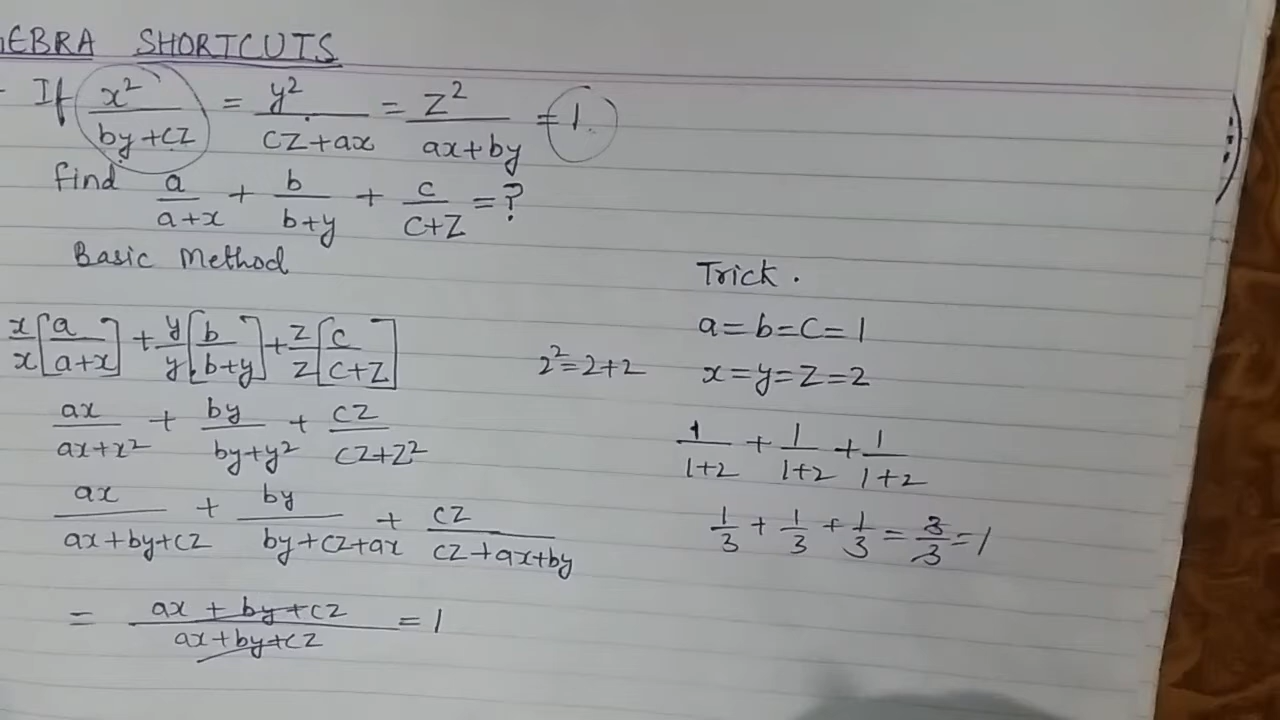 EBRA SHORTCUTS
If x²/(by+cz) = y²/(cz+ax) = z²/(ax+by) = 1.
find a/(a+x) + b/(b+y) + c/(c+z) = ?
Basic Method
x/x[a/(a+x)] + y/y[b/(b+y)] + z/z[c/(c+z)]
ax/(ax+x²) + by/(by+y²) + cz/(cz+z²)
ax/(ax+by+cz) + by/(by+cz+ax) + cz/(cz+ax+by)
= (ax+by+cz)/(ax+by+cz) = 1
2²=2+2
Trick.
a=b=c=1
x=y=z=2
1/(1+2) + 1/(1+2) + 1/(1+2)
1/3 + 1/3 + 1/3 = 3/3 = 1